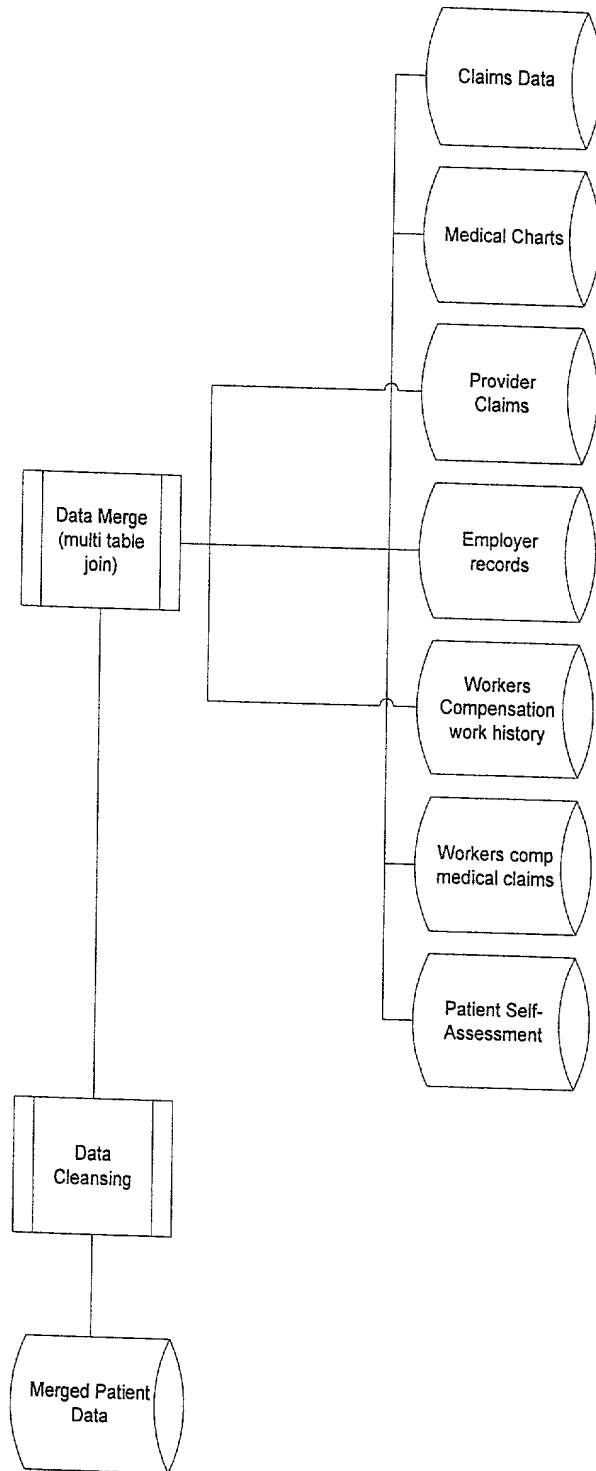 Claims Data
Medical Charts
Provider
Claims
Data Merge
(multi table
join)
Employer
records
Workers
Compensation
work history
Workers comp
medical claims
Patient Self-
Assessment
Data
Cleansing
Merged Patient
Data